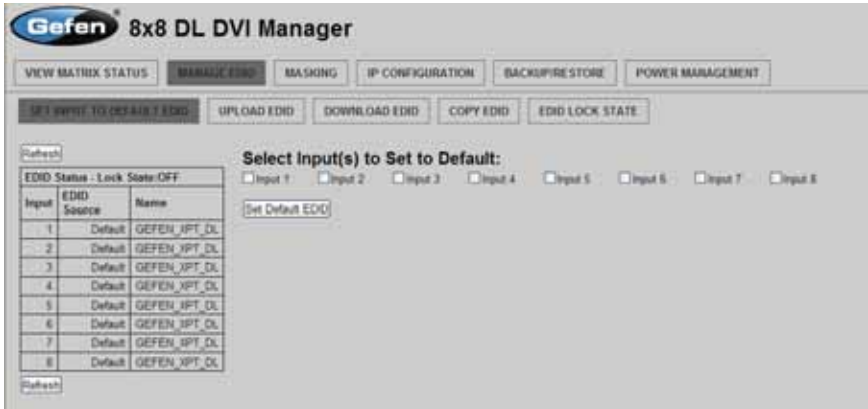 Gefen 8x8 DL DVI Manager
VIEW MATRIX STATUS MANAGE EDID MASKING IP CONFIGURATION BACKUP/RESTORE POWER MANAGEMENT
SET INPUT TO DEFAULT EDID UPLOAD EDID DOWNLOAD EDID COPY EDID EDID LOCK STATE
Refresh
Select Input(s) to Set to Default:
EDID Status - Lock State:OFF
Input 1 Input 2 Input 3 Input 4 Input 5 Input 6 Input 7 Input 8
Input EDID Source Name
Set Default EDID
1 Default GEFEN_XPT_DL
2 Default GEFEN_XPT_DL
3 Default GEFEN_XPT_DL
4 Default GEFEN_XPT_DL
5 Default GEFEN_XPT_DL
6 Default GEFEN_XPT_DL
7 Default GEFEN_XPT_DL
8 Default GEFEN_XPT_DL
Refresh